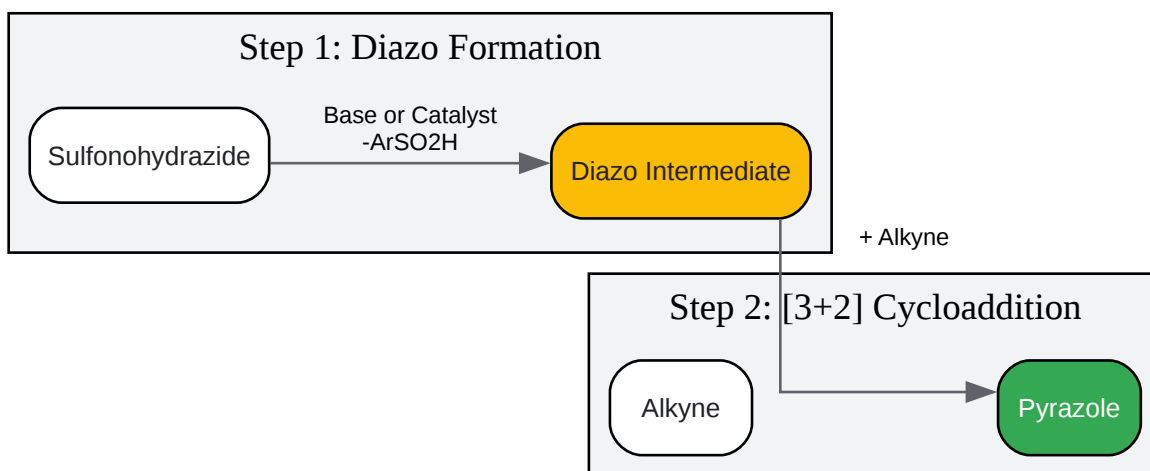 Step 1: Diazo Formation
Base or Catalyst
-ArSO2H
Sulfonohydrazide
Diazo Intermediate
+ Alkyne
Step 2: [3+2] Cycloaddition
Alkyne
Pyrazole